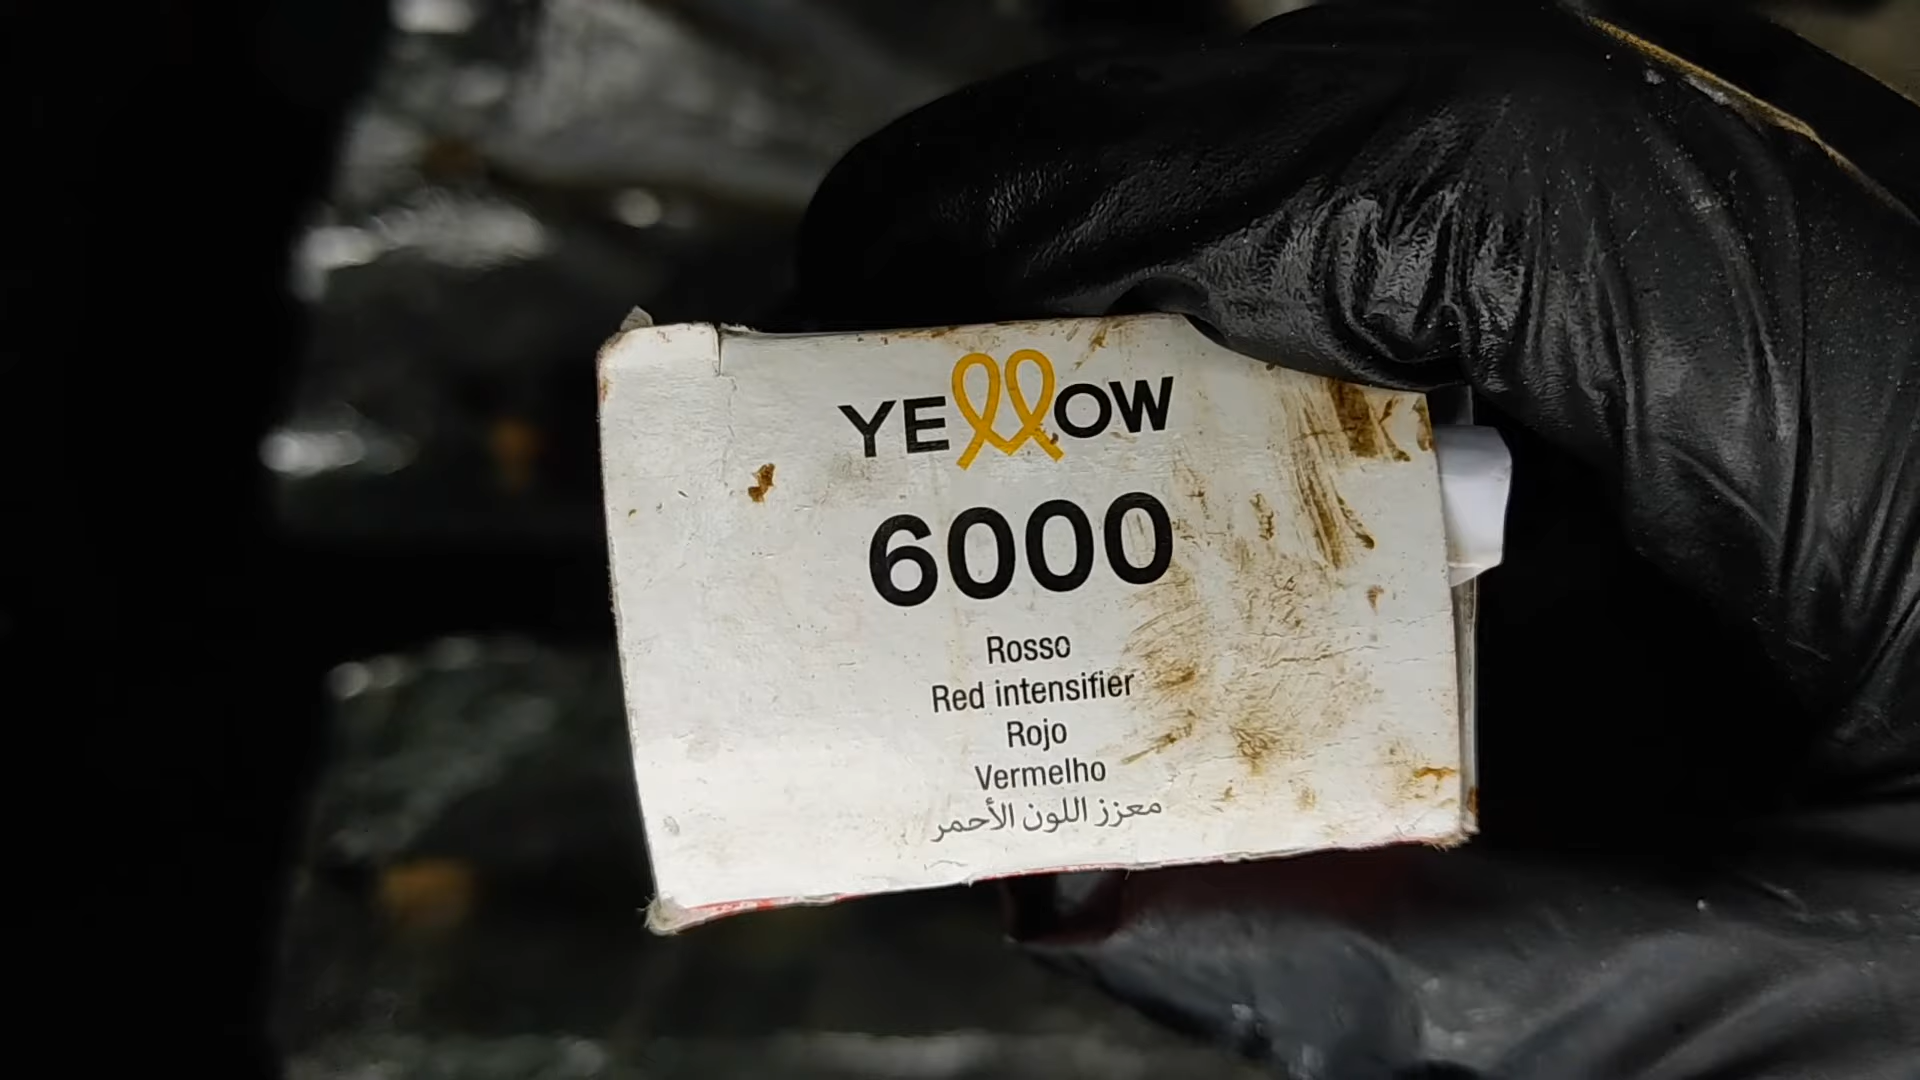 YELLOW
6000
Rosso
Red intensifier
Rojo
Vermelho
معزز اللون الأحمر